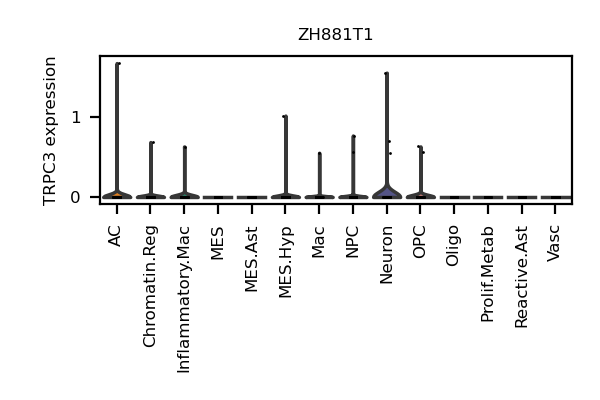 ZH881T1
TRPC3 expression
1
0
AC
Chromatin.Reg
Inflammatory.Mac
MES
MES.Ast
MES.Hyp
Mac
NPC
Neuron
OPC
Oligo
Prolif.Metab
Reactive.Ast
Vasc